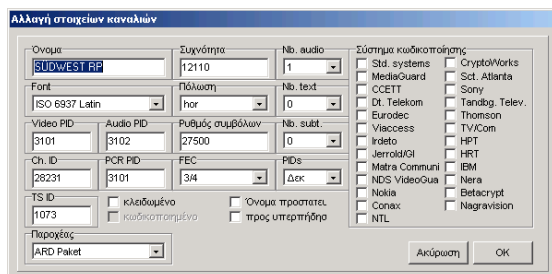 Αλλαγή στοιχείων καναλιών
Όνομα
SÜDWEST RP
Συχνότητα
12110
Nb. audio
1
Font
ISO 6937 Latin
Πόλωση
hor
Nb. text
0
Video PID
3101
Audio PID
3102
Ρυθμός συμβόλων
27500
Nb. subt.
0
Ch. ID
28231
PCR PID
3101
FEC
3/4
PIDs
Δεκ
TS ID
1073
κλειδωμένο
κωδικοποιημένο
Όνομα προστατει
προς υπερπήδησ
Παροχέας
ARD Paket
Σύστημα κωδικοποίησης
Std. systems
MediaGuard
CCETT
Dt. Telekom
Eurodec
Viaccess
Irdeto
Jerrold/GI
Matra Communi
NDS VideoGua
Nokia
Conax
NTL
CryptoWorks
Sct. Atlanta
Sony
Tandbg. Telev.
Thomson
TV/Com
HPT
HRT
IBM
Nera
Betacrypt
Nagravision
Ακύρωση
OK